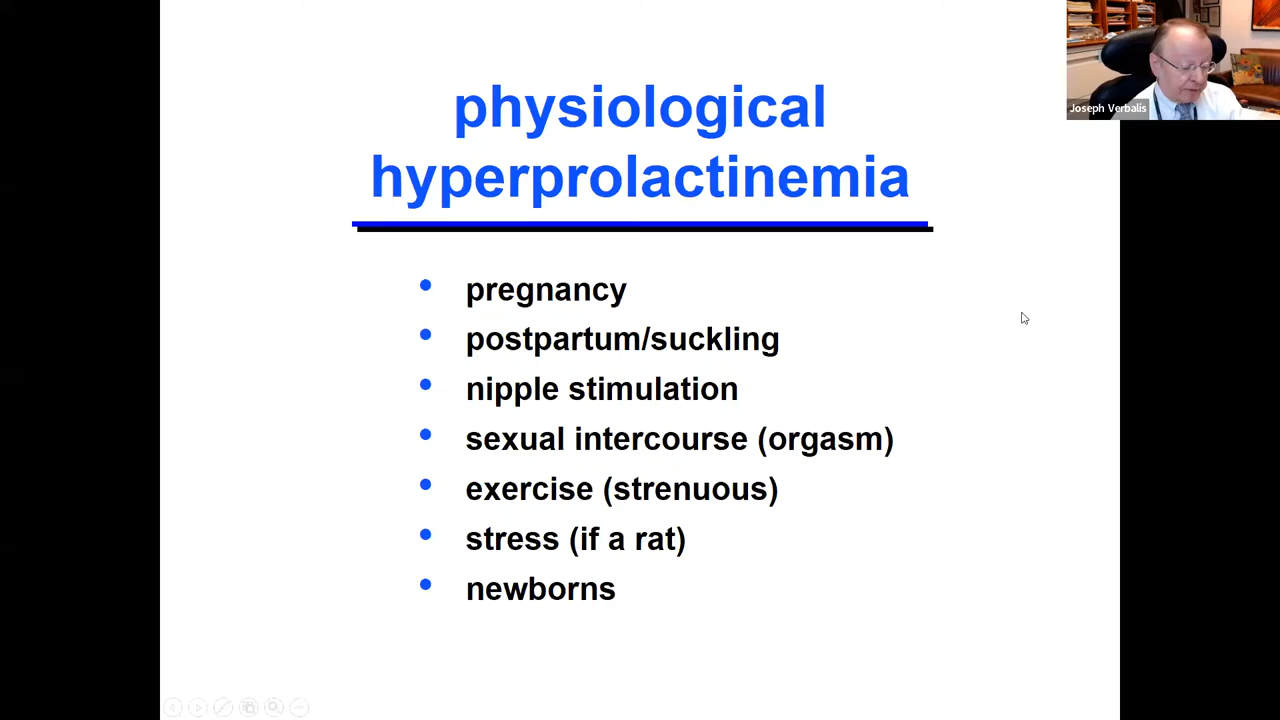 physiological
hyperprolactinemia
• pregnancy
• postpartum/suckling
• nipple stimulation
• sexual intercourse (orgasm)
• exercise (strenuous)
• stress (if a rat)
• newborns
Joseph Verbalis